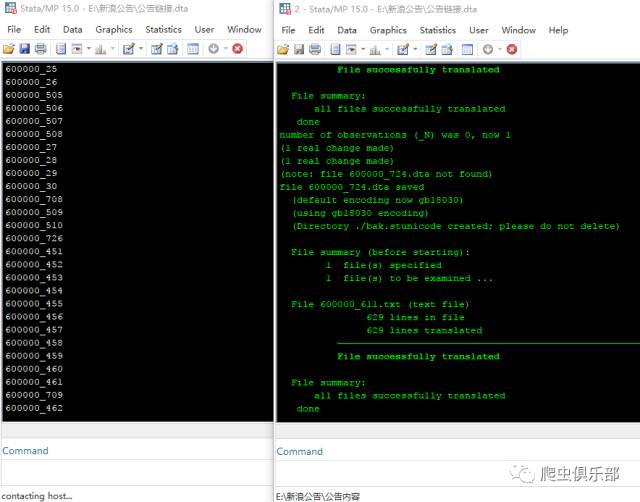 Stata/MP 15.0 - E:\新浪公告\公告链接.dta
File Edit Data Graphics Statistics User Window
600000_25
600000_26
600000_505
600000_506
600000_507
600000_508
600000_27
600000_28
600000_29
600000_30
600000_708
600000_509
600000_510
600000_726
600000_451
600000_452
600000_453
600000_454
600000_455
600000_456
600000_457
600000_458
600000_459
600000_460
600000_461
600000_709
600000_462
Command
contacting host...
2 - Stata/MP 15.0 - E:\新浪公告\公告链接.dta
File Edit Data Graphics Statistics User Window Help
File successfully translated
File summary:
all files successfully translated
done
number of observations (_N) was 0, now 1
(1 real change made)
(1 real change made)
(note: file 600000_724.dta not found)
file 600000_724.dta saved
(default encoding now gb18030)
(using gb18030 encoding)
(Directory ./bak.stunicode created; please do not delete)
File summary (before starting):
1 file(s) specified
1 file(s) to be examined ...
File 600000_611.txt (text file)
629 lines in file
629 lines translated
File successfully translated
File summary:
all files successfully translated
done
Command
爬虫俱乐部
E:\新浪公告\公告内容